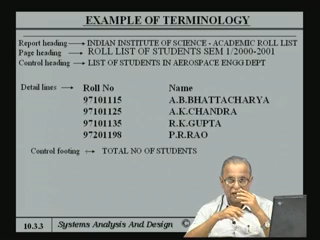 EXAMPLE OF TERMINOLOGY
Report heading INDIAN INSTITUTE OF SCIENCE - ACADEMIC ROLL LIST
Page heading ROLL LIST OF STUDENTS SEM 1/2000-2001
Control heading LIST OF STUDENTS IN AEROSPACE ENGG DEPT
Detail lines Roll No Name
97101115 A.B.BHATTACHARYA
97101125 A.K.CHANDRA
97101135 R.K.GUPTA
97201198 P.R.RAO
Control footing TOTAL NO OF STUDENTS
10.3.3 Systems Analysis And Design ©